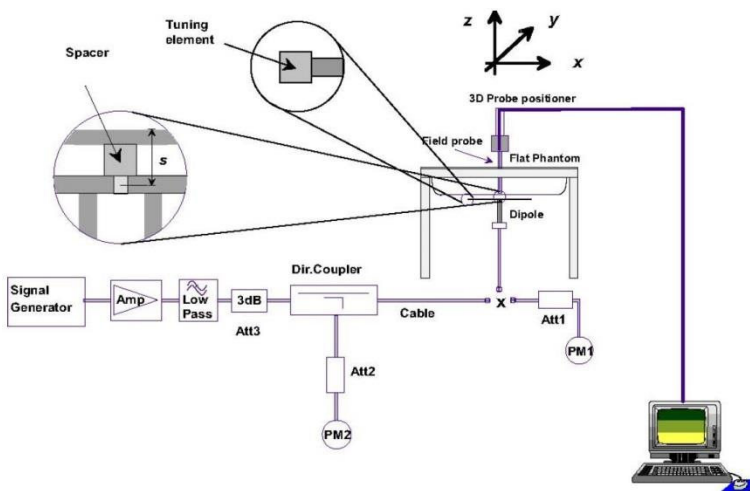 Tuning
element
Spacer
s
z
y
x
3D Probe positioner
Field probe
Flat Phantom
Dipole
Dir.Coupler
Signal
Generator
Amp
Low
Pass
3dB
Att3
Cable
x
Att1
PM1
Att2
PM2